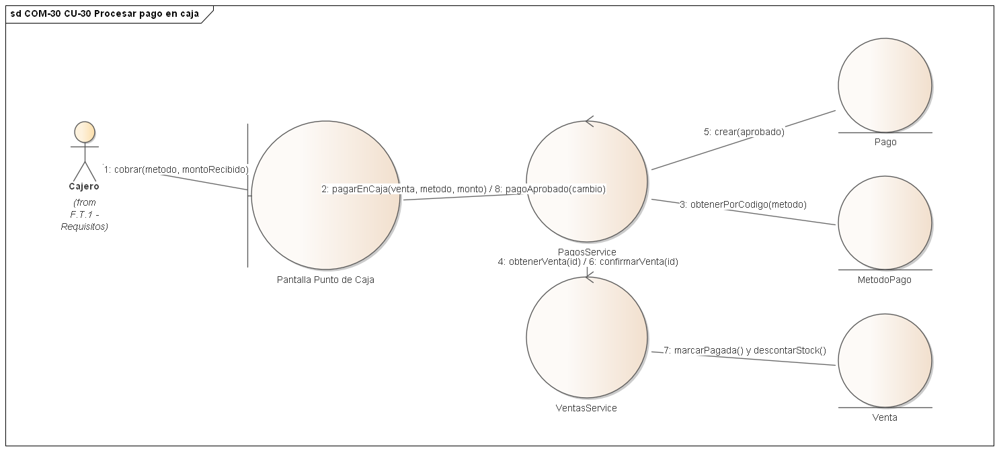 sd COM-30 CU-30 Procesar pago en caja
Pago
5: crear(aprobado)
1: cobrar(metodo, montoRecibido)
Cajero
(from
F.T.1 -
Requisitos)
2: pagarEnCaja(venta, metodo, monto) / 8: pagoAprobado(cambio)
3: obtenerPorCodigo(metodo)
PagosService
4: obtenerVenta(id) / 6: confirmarVenta(id)
Pantalla Punto de Caja
MetodoPago
7: marcarPagada() y descontarStock()
VentasService
Venta